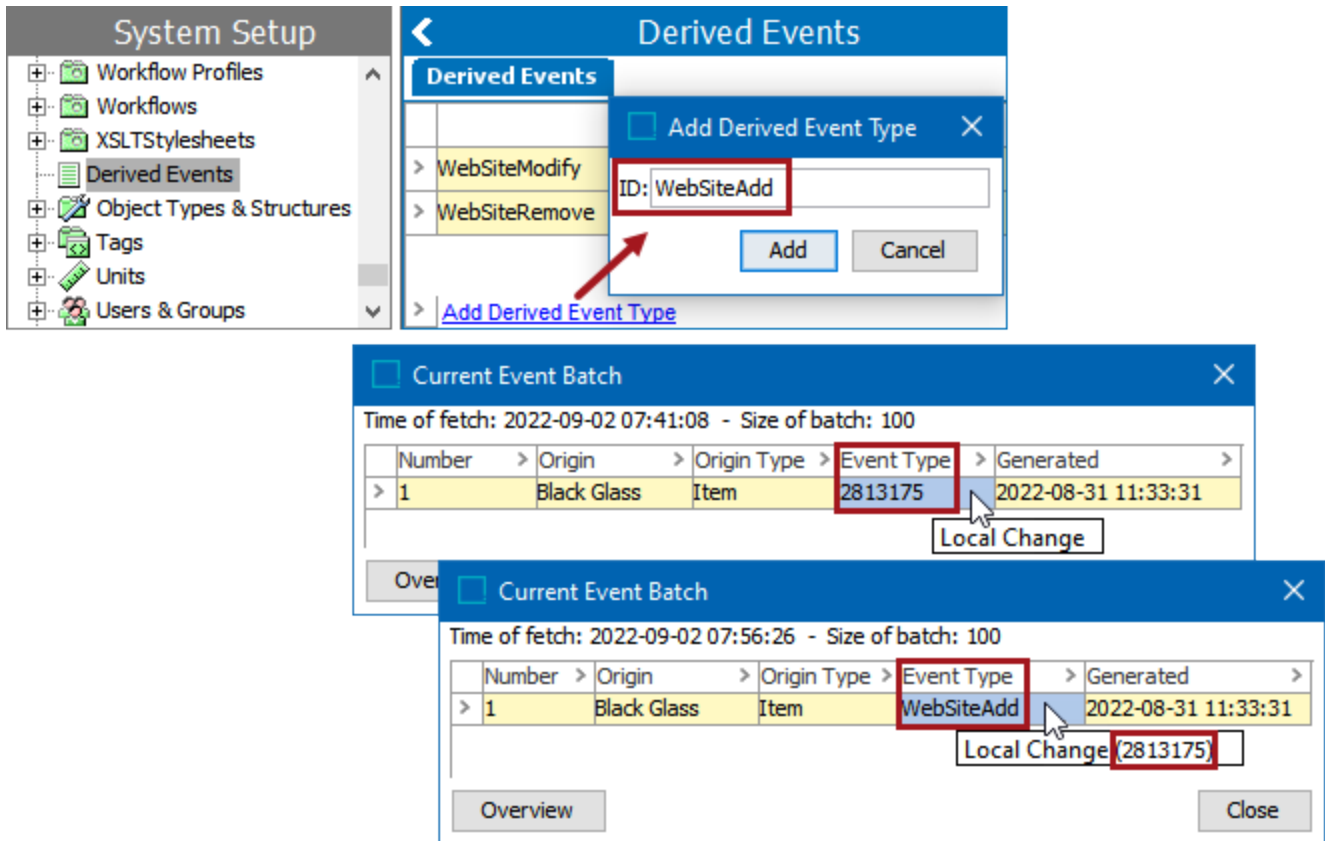 System Setup
Workflow Profiles
Workflows
XSLTStylesheets
Derived Events
Object Types & Structures
Tags
Units
Users & Groups
Derived Events
Derived Events
WebSiteModify
WebSiteRemove
Add Derived Event Type
Add Derived Event Type
ID: WebSiteAdd
Add Cancel
Current Event Batch
Time of fetch: 2022-09-02 07:41:08 - Size of batch: 100
Number > Origin > Origin Type > Event Type > Generated >
> 1 Black Glass Item 2813175 2022-08-31 11:33:31
Local Change
Over
Current Event Batch
Time of fetch: 2022-09-02 07:56:26 - Size of batch: 100
Number > Origin > Origin Type > Event Type > Generated >
> 1 Black Glass Item WebSiteAdd 2022-08-31 11:33:31
Local Change (2813175)
Overview Close